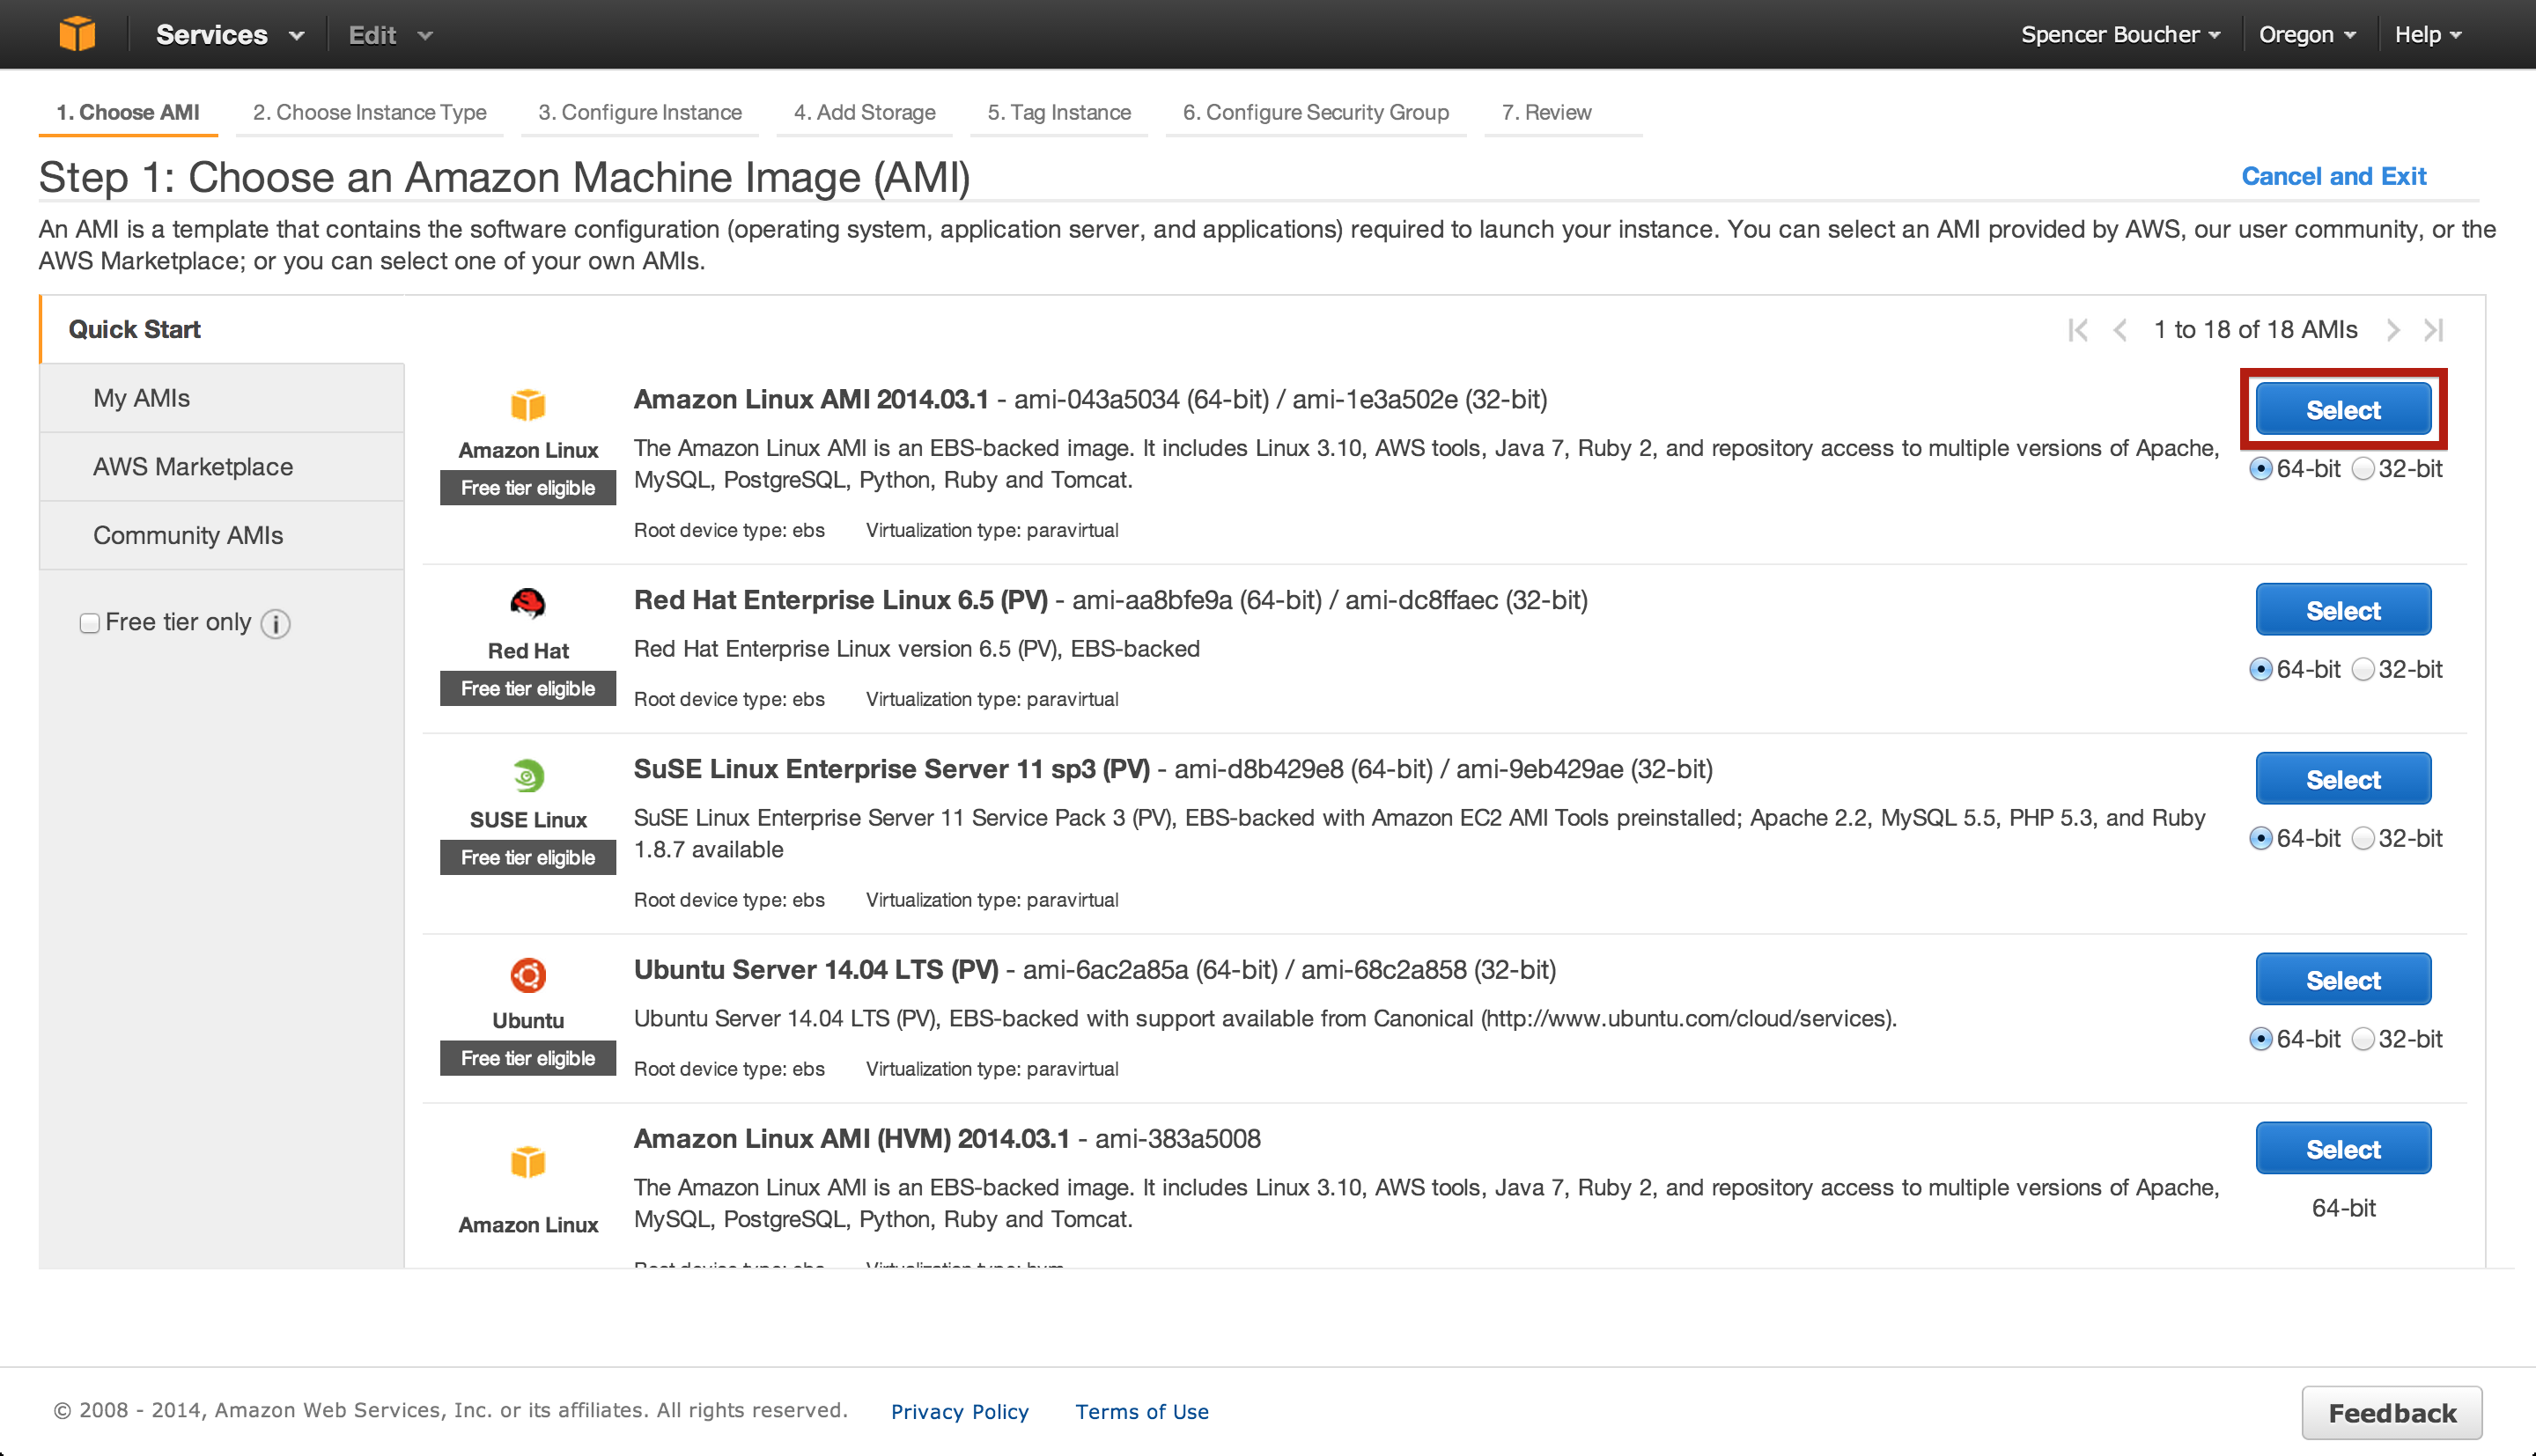 Services Edit Spencer Boucher Oregon Help
1. Choose AMI 2. Choose Instance Type 3. Configure Instance 4. Add Storage 5. Tag Instance 6. Configure Security Group 7. Review
Step 1: Choose an Amazon Machine Image (AMI)
Cancel and Exit
An AMI is a template that contains the software configuration (operating system, application server, and applications) required to launch your instance. You can select an AMI provided by AWS, our user community, or the
AWS Marketplace; or you can select one of your own AMIs.
Quick Start
My AMIs
AWS Marketplace
Community AMIs
Free tier only
1 to 18 of 18 AMIs
Amazon Linux
Free tier eligible
Amazon Linux AMI 2014.03.1 - ami-043a5034 (64-bit) / ami-1e3a502e (32-bit)
The Amazon Linux AMI is an EBS-backed image. It includes Linux 3.10, AWS tools, Java 7, Ruby 2, and repository access to multiple versions of Apache,
MySQL, PostgreSQL, Python, Ruby and Tomcat.
Root device type: ebs Virtualization type: paravirtual
Select
64-bit 32-bit
Red Hat
Free tier eligible
Red Hat Enterprise Linux 6.5 (PV) - ami-aa8bfe9a (64-bit) / ami-dc8ffaec (32-bit)
Red Hat Enterprise Linux version 6.5 (PV), EBS-backed
Root device type: ebs Virtualization type: paravirtual
Select
64-bit 32-bit
SUSE Linux
Free tier eligible
SuSE Linux Enterprise Server 11 sp3 (PV) - ami-d8b429e8 (64-bit) / ami-9eb429ae (32-bit)
SuSE Linux Enterprise Server 11 Service Pack 3 (PV), EBS-backed with Amazon EC2 AMI Tools preinstalled; Apache 2.2, MySQL 5.5, PHP 5.3, and Ruby
1.8.7 available
Root device type: ebs Virtualization type: paravirtual
Select
64-bit 32-bit
Ubuntu
Free tier eligible
Ubuntu Server 14.04 LTS (PV) - ami-6ac2a85a (64-bit) / ami-68c2a858 (32-bit)
Ubuntu Server 14.04 LTS (PV), EBS-backed with support available from Canonical (http://www.ubuntu.com/cloud/services).
Root device type: ebs Virtualization type: paravirtual
Select
64-bit 32-bit
Amazon Linux
Amazon Linux AMI (HVM) 2014.03.1 - ami-383a5008
The Amazon Linux AMI is an EBS-backed image. It includes Linux 3.10, AWS tools, Java 7, Ruby 2, and repository access to multiple versions of Apache,
MySQL, PostgreSQL, Python, Ruby and Tomcat.
Root device type: ebs Virtualization type: hvm
Select
64-bit
© 2008 - 2014, Amazon Web Services, Inc. or its affiliates. All rights reserved. Privacy Policy Terms of Use
Feedback